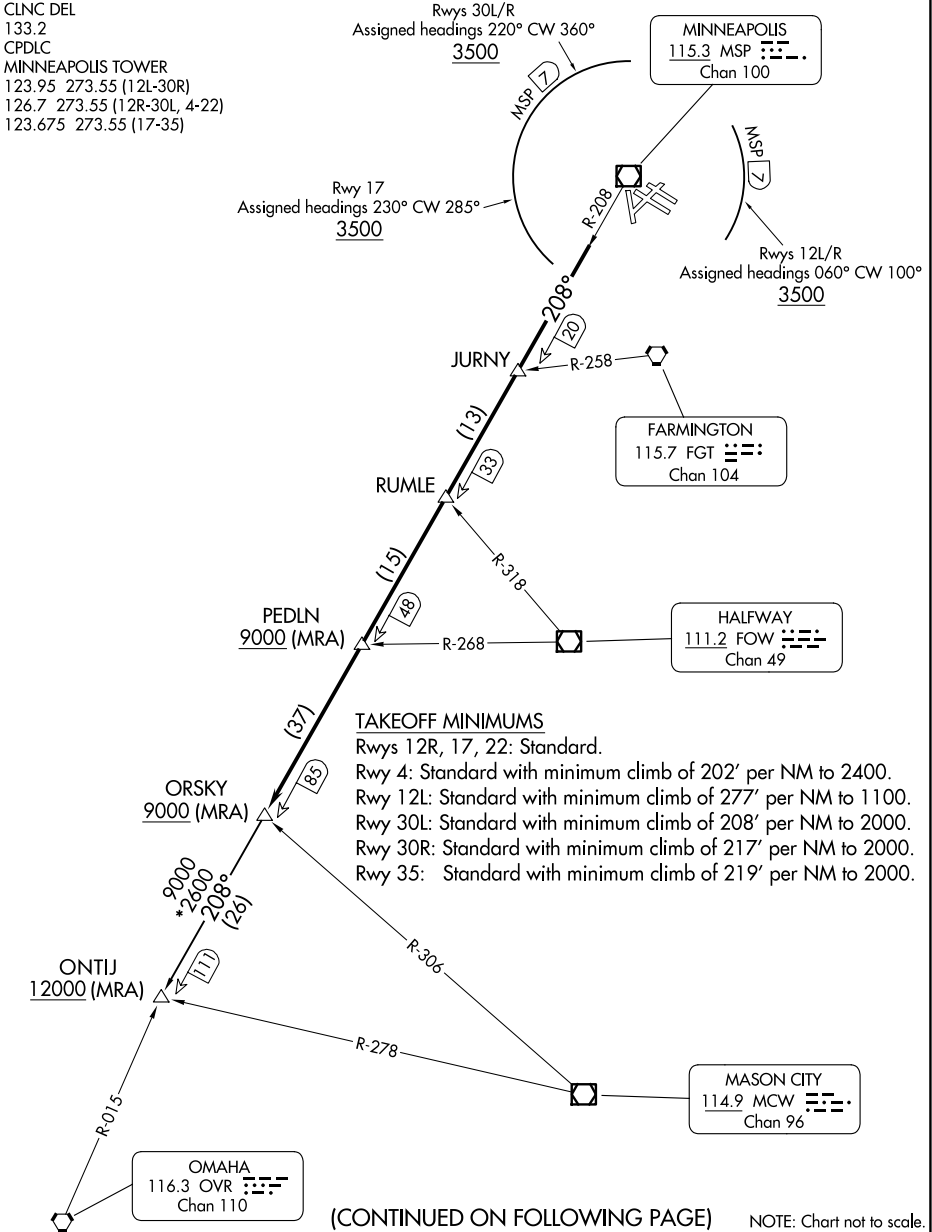 CLNC DEL
133.2
CPDLC
MINNEAPOLIS TOWER
123.95 273.55 (12L-30R)
126.7 273.55 (12R-30L, 4-22)
123.675 273.55 (17-35)
Rwys 30L/R
Assigned headings 220° CW 360°
3500
MSP 7
MINNEAPOLIS
115.3 MSP
Chan 100
MSP 7
Rwy 17
Assigned headings 230° CW 285°
3500
R-208
Rwys 12L/R
Assigned headings 060° CW 100°
3500
208°
20
JURNY
R-258
FARMINGTON
115.7 FGT
Chan 104
(13)
33
RUMLE
R-318
(15)
48
PEDLN
9000 (MRA)
R-268
HALFWAY
111.2 FOW
Chan 49
(37)
TAKEOFF MINIMUMS
Rwys 12R, 17, 22: Standard.
Rwy 4: Standard with minimum climb of 202' per NM to 2400.
Rwy 12L: Standard with minimum climb of 277' per NM to 1100.
Rwy 30L: Standard with minimum climb of 208' per NM to 2000.
Rwy 30R: Standard with minimum climb of 217' per NM to 2000.
Rwy 35: Standard with minimum climb of 219' per NM to 2000.
85
ORSKY
9000 (MRA)
9000
*2600
208°
(26)
R-306
111
ONTIJ
12000 (MRA)
R-278
R-015
MASON CITY
114.9 MCW
Chan 96
OMAHA
116.3 OVR
Chan 110
(CONTINUED ON FOLLOWING PAGE)
NOTE: Chart not to scale.